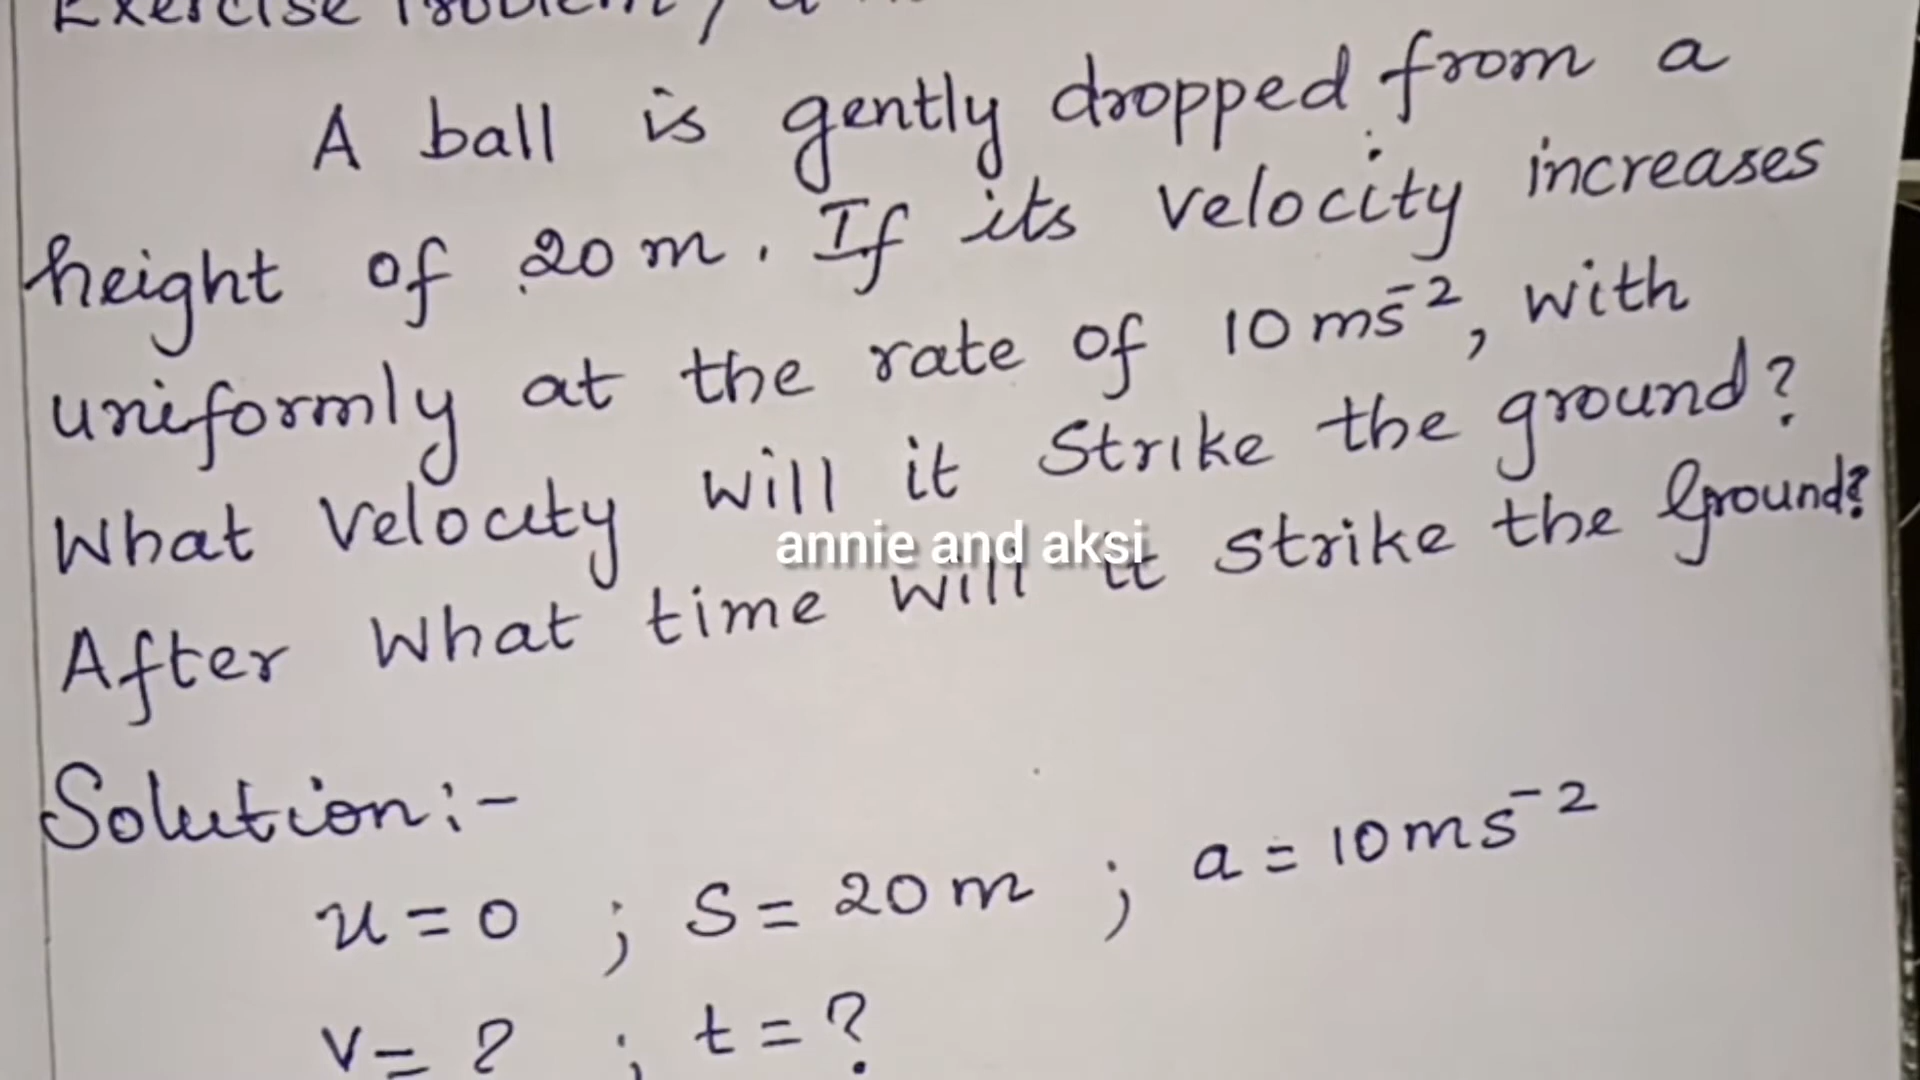 Exercise Problem,
A ball is gently dropped from a
height of 20 m. If its velocity increases
uniformly at the rate of 10 ms⁻², with
What velocity will it Strike the ground?
After What time will it strike the Ground?
annie and aksi
Solution:-
u = 0 ; S = 20 m ; a = 10 ms⁻²
V = ? ; t = ?